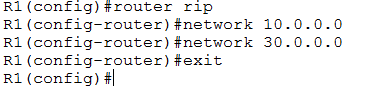 R1(config)#router rip
R1(config-router)#network 10.0.0.0
R1(config-router)#network 30.0.0.0
R1(config-router)#exit
R1(config)#